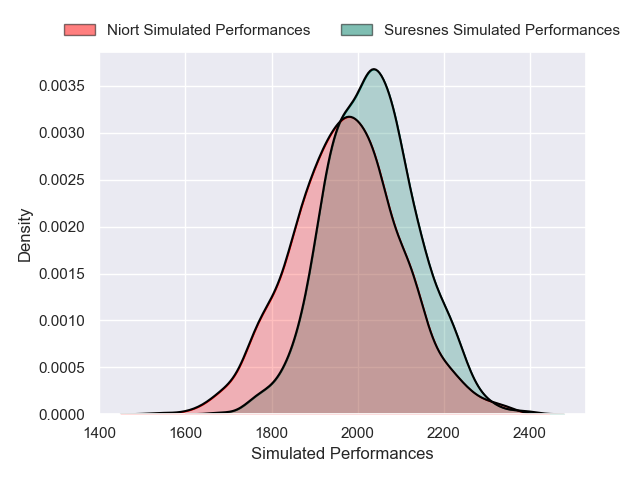 Niort Simulated Performances Suresnes Simulated Performances
0.0035
0.0030
0.0025
0.0020
0.0015
0.0010
0.0005
0.0000
Density
1400 1600 1800 2000 2200 2400
Simulated Performances